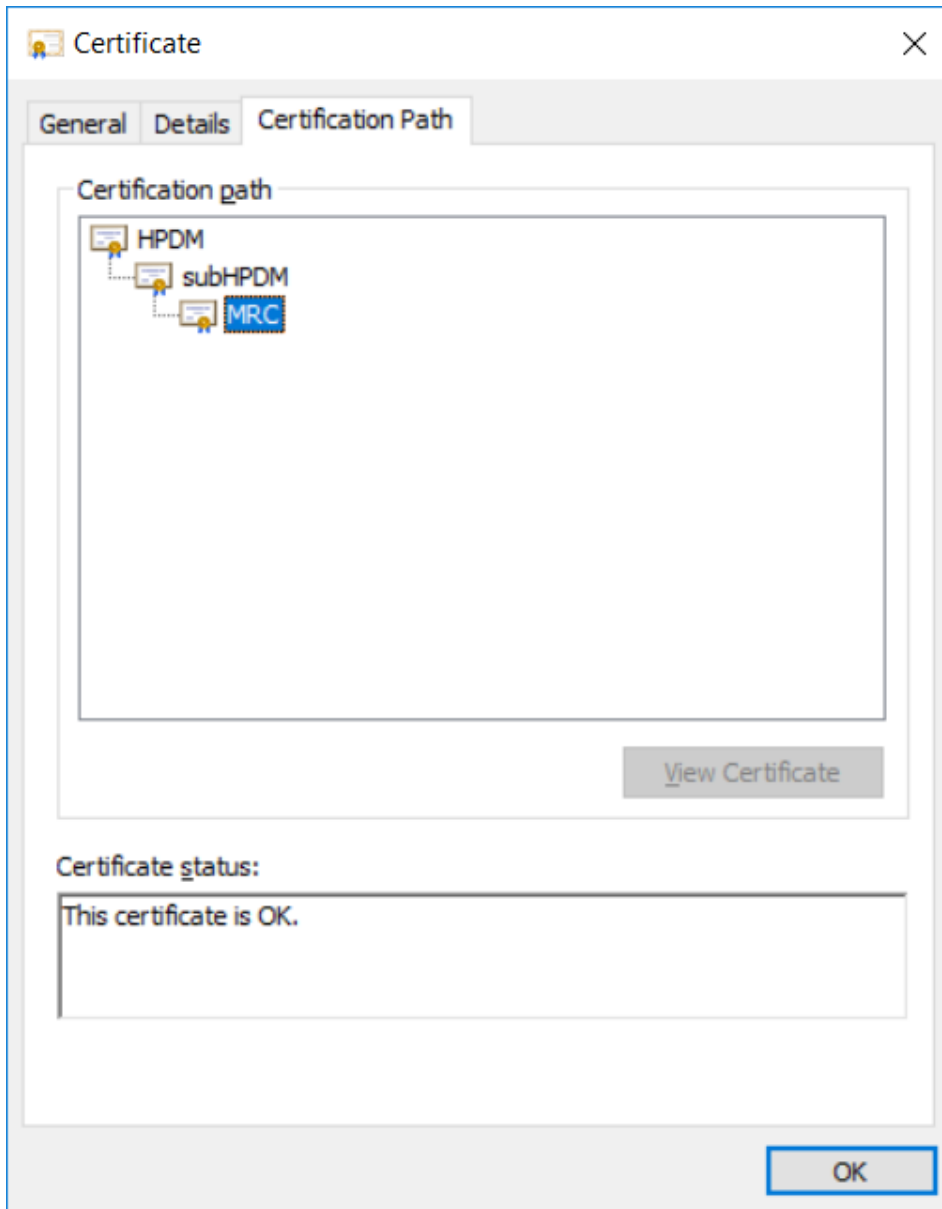 Certificate
General Details Certification Path
Certification path
HPDM
subHPDM
MRC
View Certificate
Certificate status:
This certificate is OK.
OK